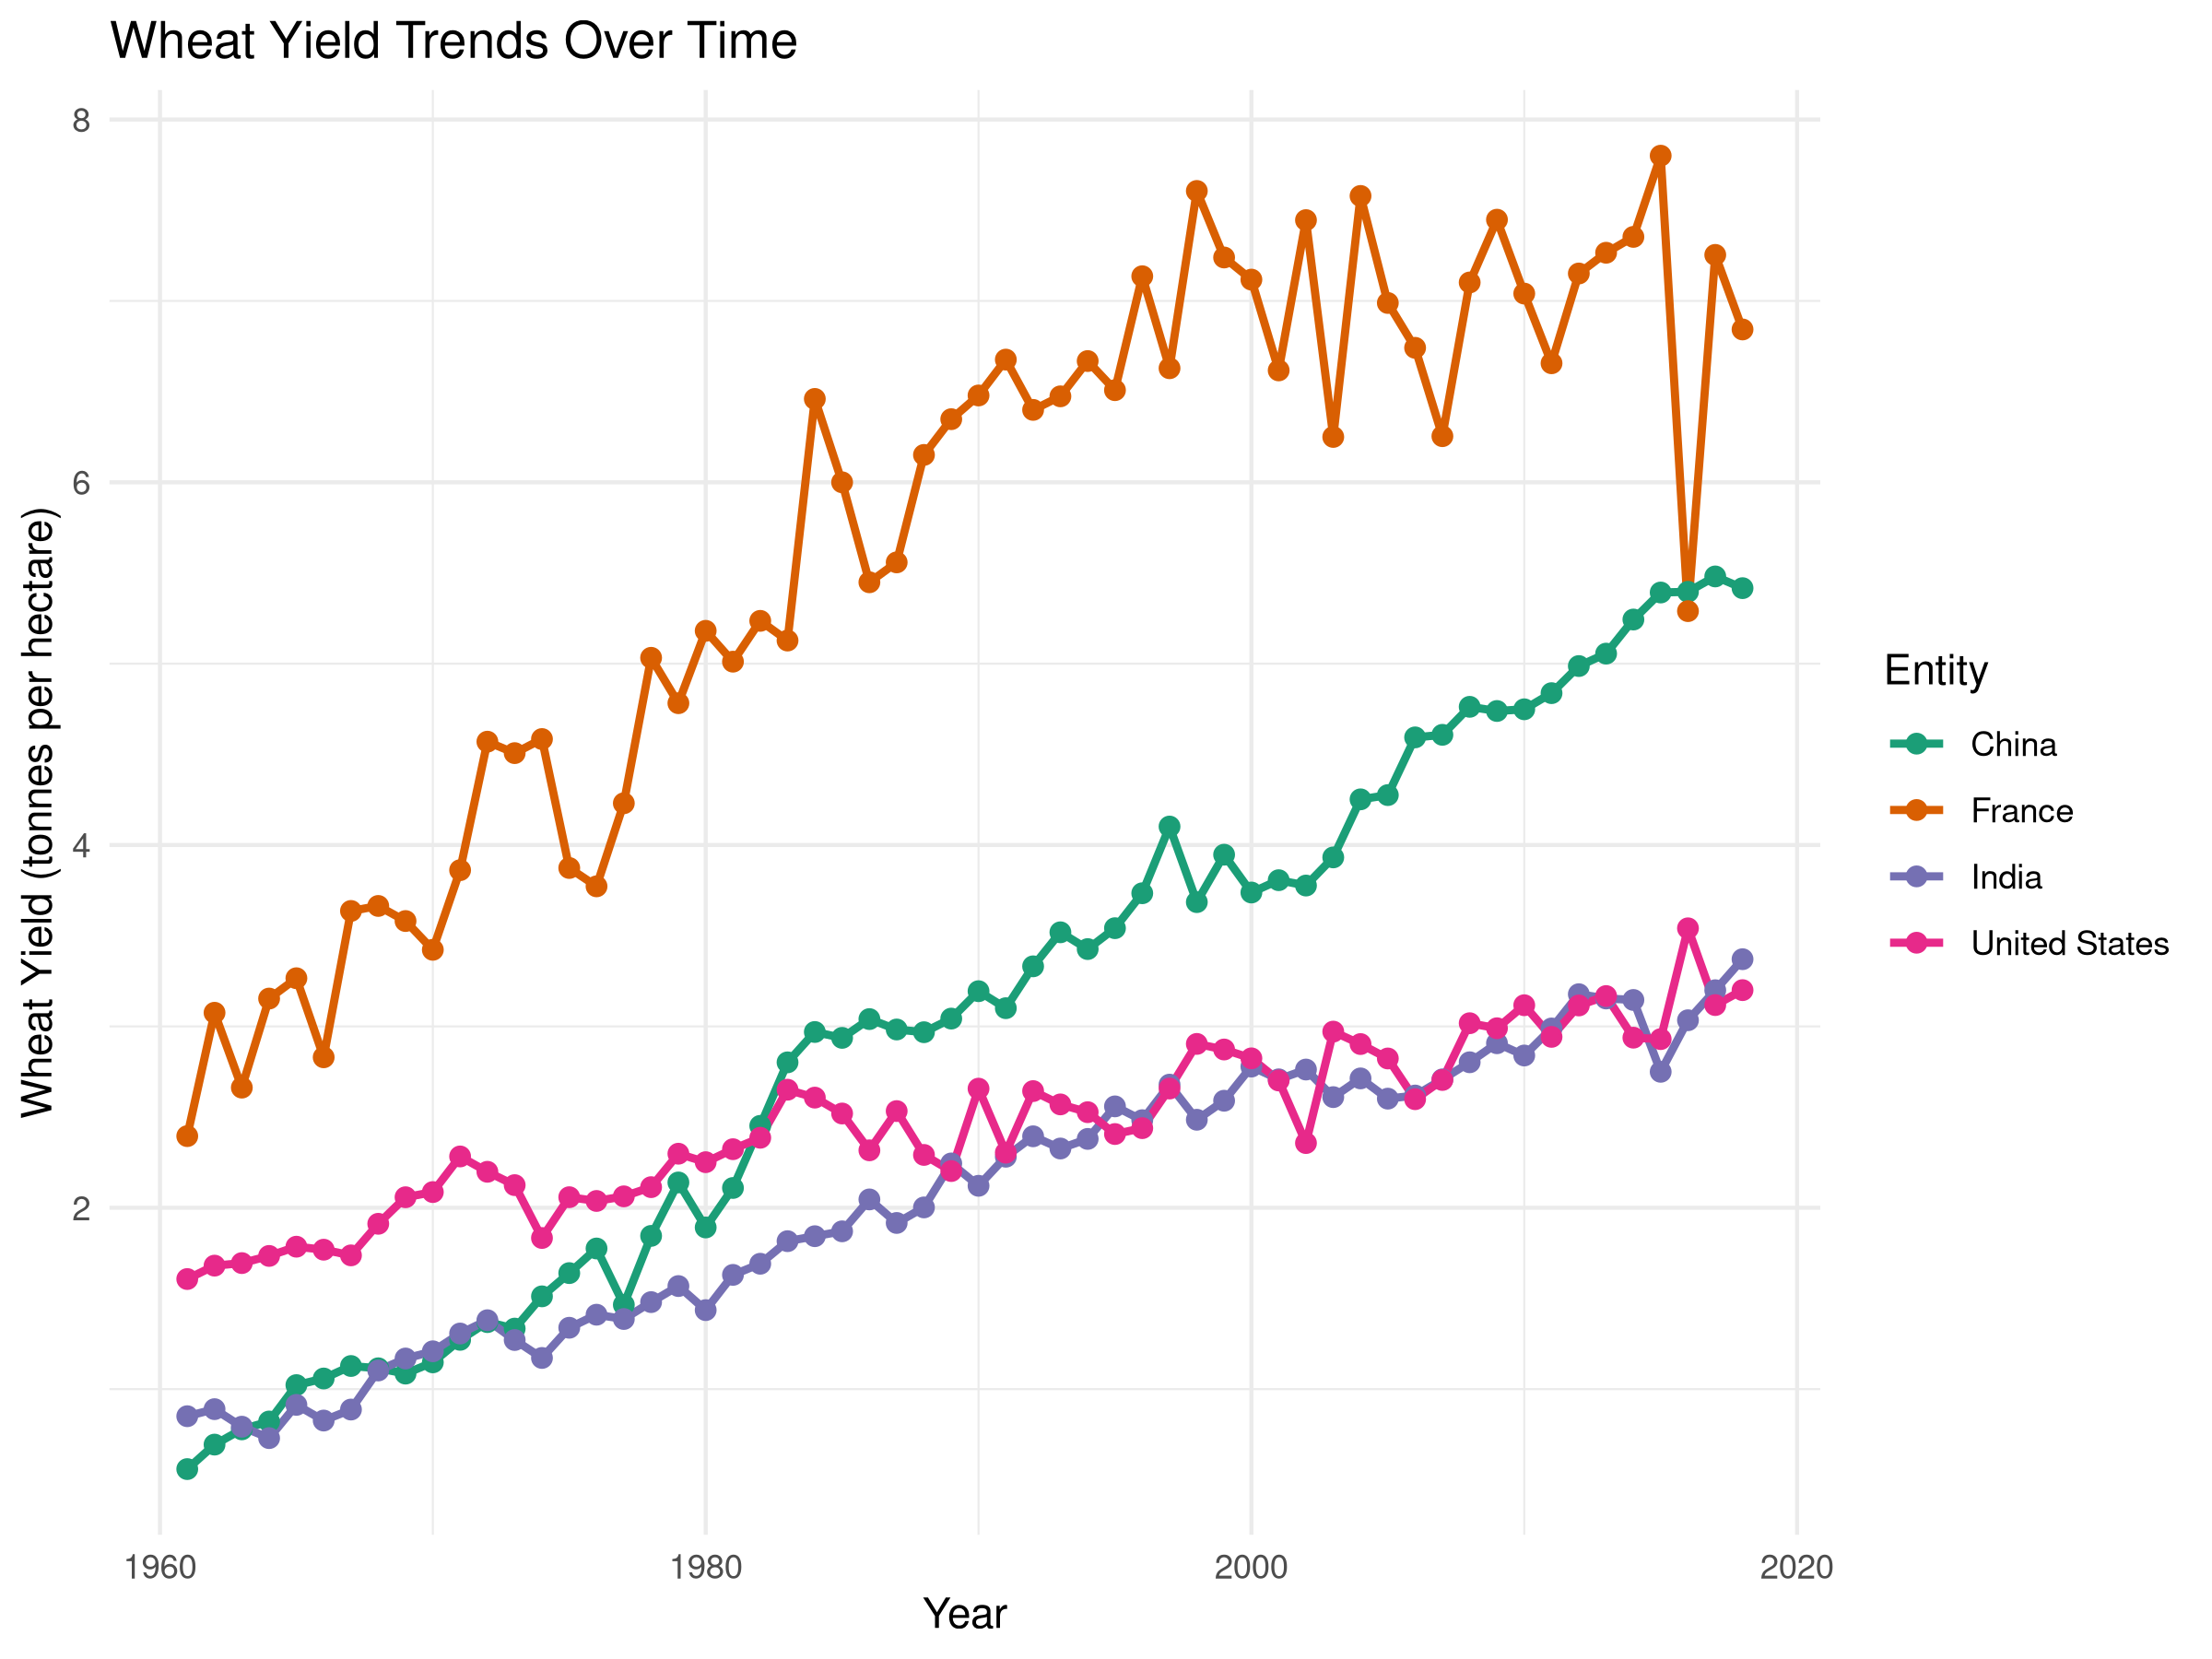 Wheat Yield Trends Over Time
8
6
4
2
Wheat Yield (tonnes per hectare)
1960
1980
2000
2020
Year
Entity
China
France
India
United States